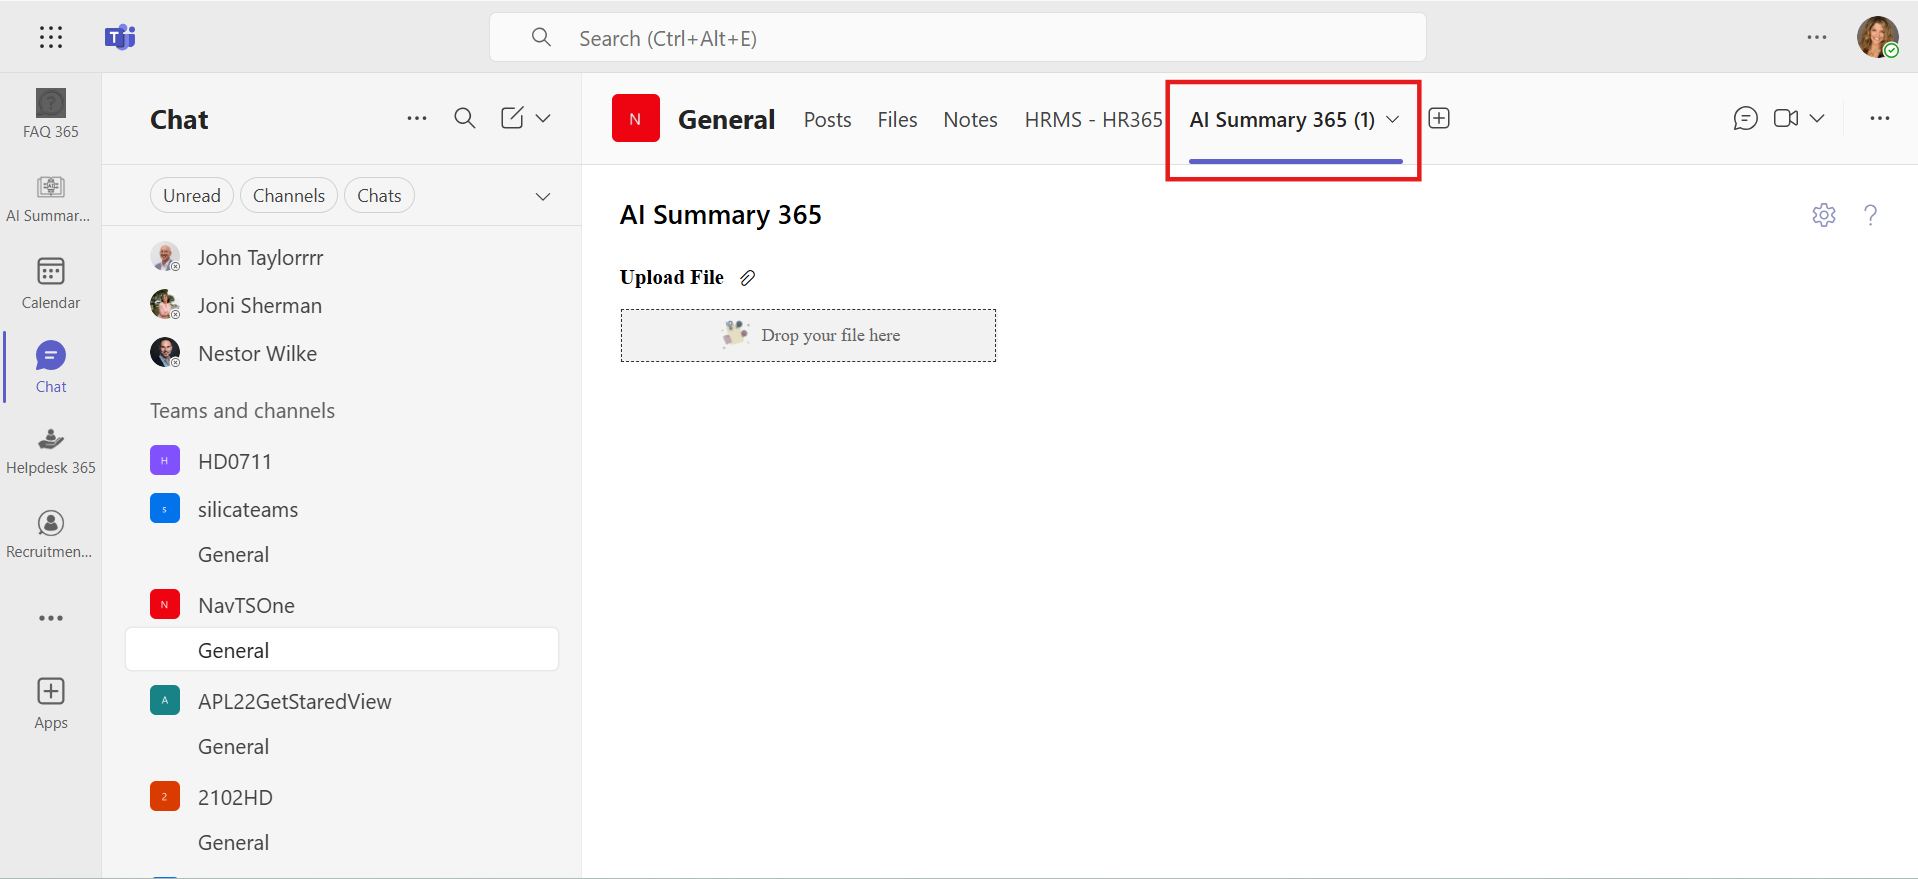 Search (Ctrl+Alt+E)
FAQ 365
AI Summar...
Calendar
Chat
Helpdesk 365
Recruitmen...
Apps
Chat
Unread
Channels
Chats
John Taylorrrr
Joni Sherman
Nestor Wilke
Teams and channels
H
HD0711
s
silicateams
General
N
NavTSOne
General
A
APL22GetStaredView
General
2
2102HD
General
N
General
Posts
Files
Notes
HRMS - HR365
AI Summary 365 (1)
AI Summary 365
Upload File
Drop your file here